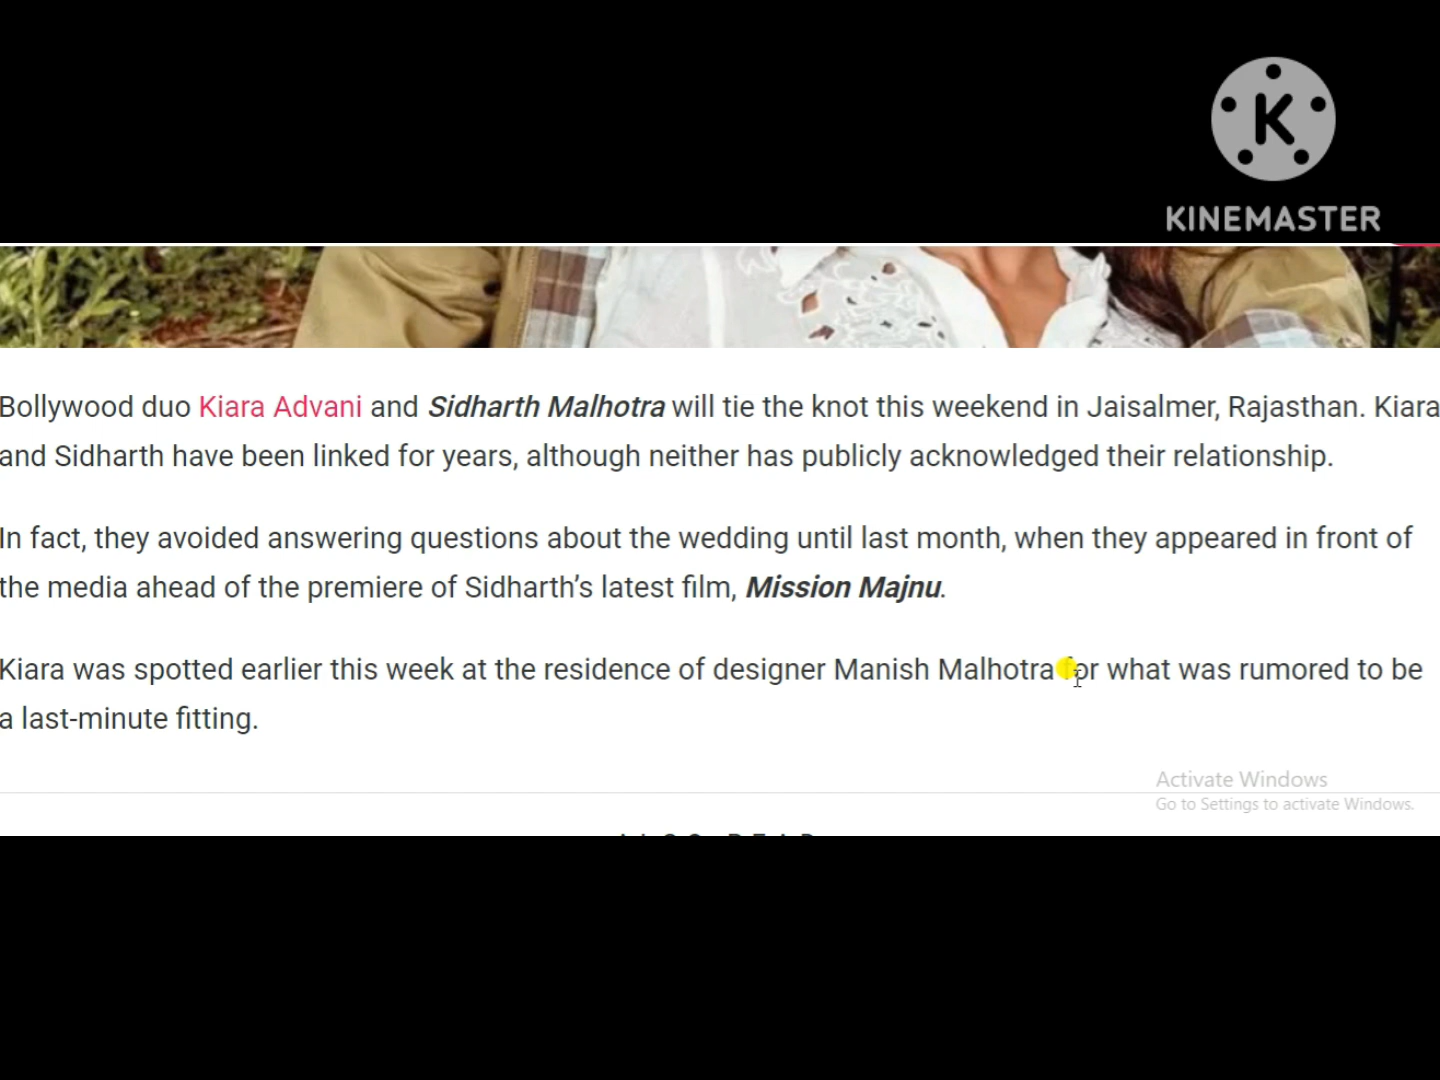 K
KINEMASTER
Bollywood duo Kiara Advani and Sidharth Malhotra will tie the knot this weekend in Jaisalmer, Rajasthan. Kiara
and Sidharth have been linked for years, although neither has publicly acknowledged their relationship.
In fact, they avoided answering questions about the wedding until last month, when they appeared in front of
the media ahead of the premiere of Sidharth’s latest film, Mission Majnu.
Kiara was spotted earlier this week at the residence of designer Manish Malhotra for what was rumored to be
a last-minute fitting.
Activate Windows
Go to Settings to activate Windows.